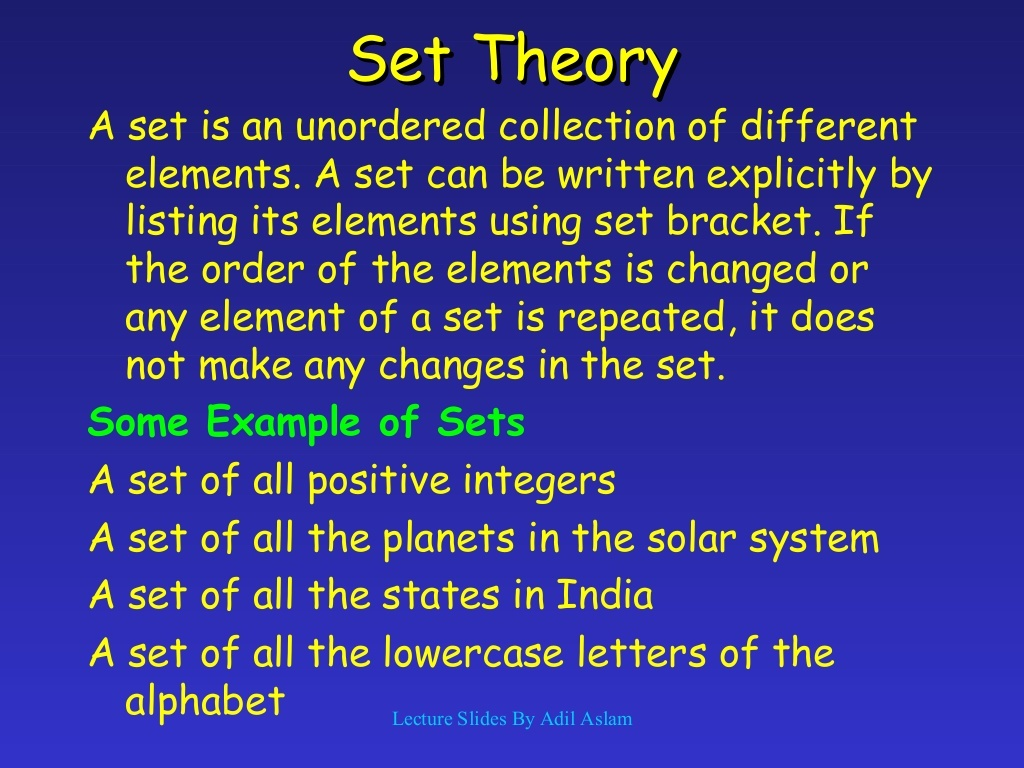 Set Theory
A set is an unordered collection of different
elements. A set can be written explicitly by
listing its elements using set bracket. If
the order of the elements is changed or
any element of a set is repeated, it does
not make any changes in the set.
Some Example of Sets
A set of all positive integers
A set of all the planets in the solar system
A set of all the states in India
A set of all the lowercase letters of the
alphabet
Lecture Slides By Adil Aslam